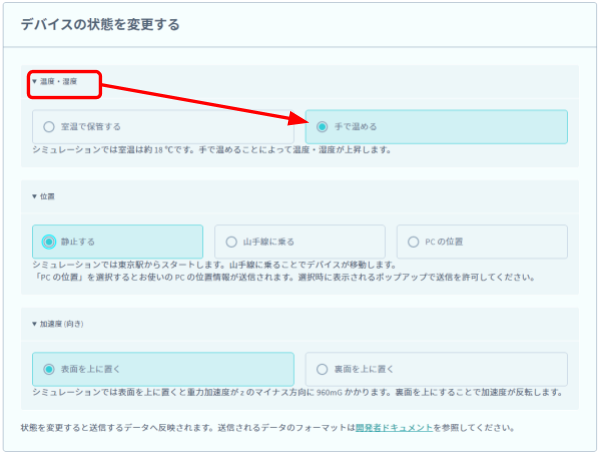 デバイスの状態を変更する
▼ 温度・湿度
室温で保管する
手で温める
シミュレーションでは室温は約 18 ℃です。手で温めることによって温度・湿度が上昇します。
▼ 位置
静止する
山手線に乗る
PC の位置
シミュレーションでは東京駅からスタートします。山手線に乗ることでデバイスが移動します。
「PC の位置」を選択するとお使いの PC の位置情報が送信されます。選択時に表示されるポップアップで送信を許可してください。
▼ 加速度 (向き)
表面を上に置く
裏面を上に置く
シミュレーションでは表面を上に置くと重力加速度が z のマイナス方向に 960mG かかります。裏面を上にすることで加速度が反転します。
状態を変更すると送信するデータへ反映されます。送信されるデータのフォーマットは開発者ドキュメントを参照してください。